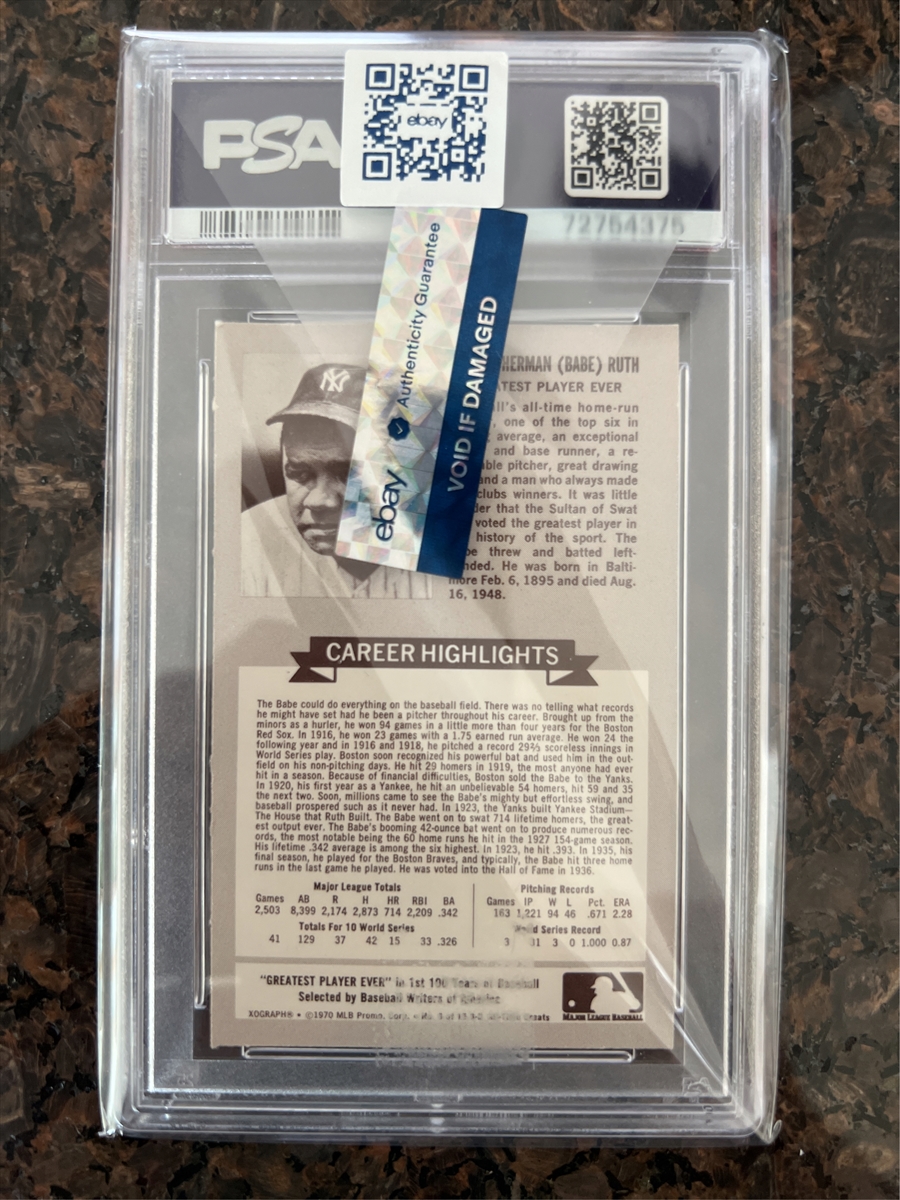 PSA
ebay
72754375
ebay Authenticity Guarantee
VOID IF DAMAGED
HERMAN (BABE) RUTH
TEST PLAYER EVER
ll's all-time home-run
, one of the top six in
average, an exceptional
and base runner, a re-
ble pitcher, great drawing
and a man who always made
clubs winners. It was little
der that the Sultan of Swat
voted the greatest player in
history of the sport. The
be threw and batted left-
nded. He was born in Balti-
more Feb. 6, 1895 and died Aug.
16, 1948.
NY
CAREER HIGHLIGHTS
The Babe could do everything on the baseball field. There was no telling what records
he might have set had he been a pitcher throughout his career. Brought up from the
minors as a hurler, he won 94 games in a little more than four years for the Boston
Red Sox. In 1916, he won 23 games with a 1.75 earned run average. He won 24 the
following year and in 1916 and 1918, he pitched a record 29⅔ scoreless innings in
World Series play. Boston soon recognized his powerful bat and used him in the out-
field on his non-pitching days. He hit 29 homers in 1919, the most anyone had ever
hit in a season. Because of financial difficulties, Boston sold the Babe to the Yanks.
In 1920, his first year as a Yankee, he hit an unbelievable 54 homers, hit 59 and 35
the next two. Soon, millions came to see the Babe's mighty but effortless swing, and
baseball prospered such as it never had. In 1923, the Yanks built Yankee Stadium—
The House that Ruth Built. The Babe went on to swat 714 lifetime homers, the great-
est output ever. The Babe's booming 42-ounce bat went on to produce numerous rec-
ords, the most notable being the 60 home runs he hit in the 1927 154-game season.
His lifetime .342 average is among the six highest. In 1923, he hit .393. In 1935, his
final season, he played for the Boston Braves, and typically, the Babe hit three home
runs in the last game he played. He was voted into the Hall of Fame in 1936.
Major League Totals
Games AB R H HR RBI BA
2,503 8,399 2,174 2,873 714 2,209 .342
Totals For 10 World Series
41 129 37 42 15 33 .326
Pitching Records
Games IP W L Pct. ERA
163 1,221 94 46 .671 2.28
Series Record
3 31 3 0 1.000 0.87
"GREATEST PLAYER EVER" in 1st 100 Years of Baseball
Selected by Baseball Writers of America
XOGRAPH® • ©1970 MLB Promo. Corp.
MAJOR LEAGUE BASEBALL